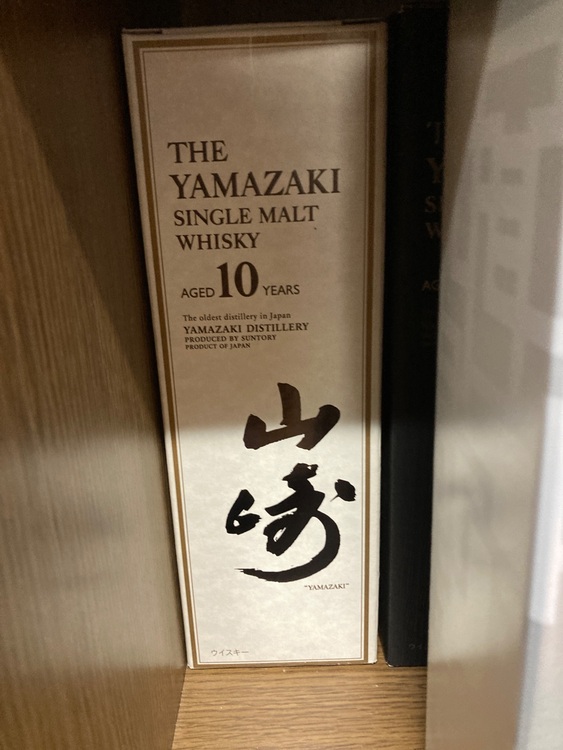 THE
YAMAZAKI
SINGLE MALT
WHISKY
AGED 10 YEARS
The oldest distillery in Japan
YAMAZAKI DISTILLERY
PRODUCED BY SUNTORY
PRODUCT OF JAPAN
山
崎
"YAMAZAKI"
ウイスキー